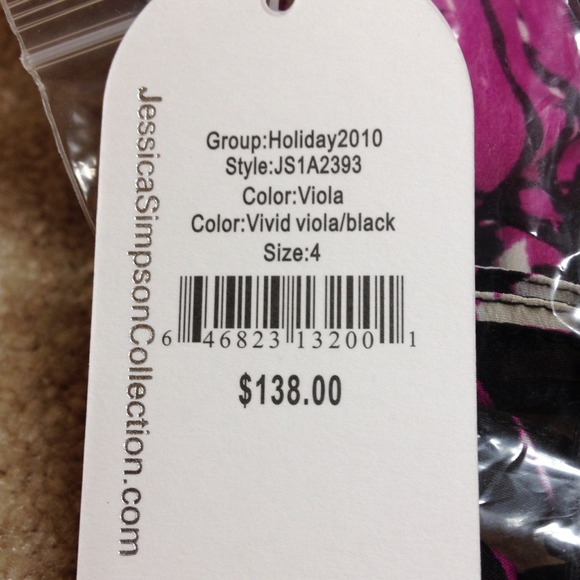 JessicaSimpsonCollection.com
Group:Holiday2010
Style:JS1A2393
Color:Viola
Color:Vivid viola/black
Size:4
6 46823 13200 1
$138.00